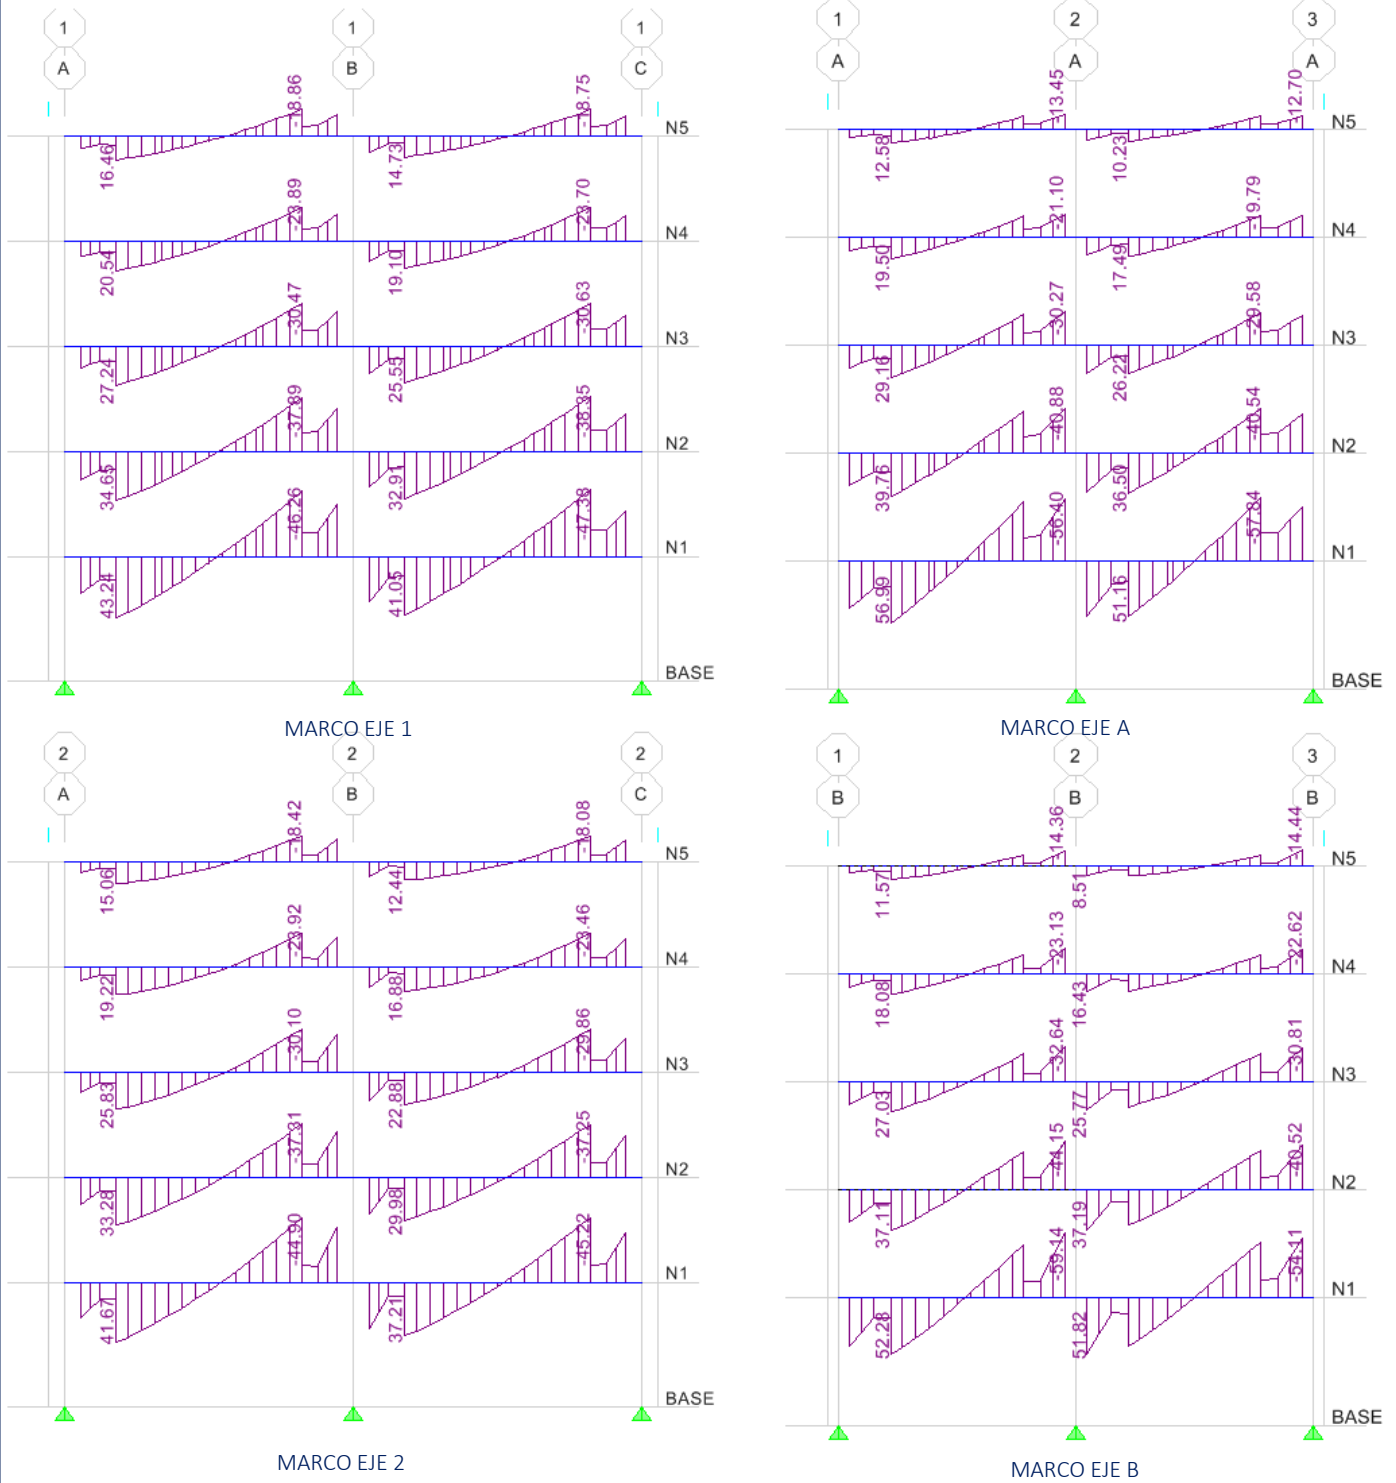 1 1 1
A B C
-18.86 -18.75
N5
16.46 14.73
-23.89 -23.70
N4
20.54 19.10
-30.47 -30.63
N3
27.24 25.55
-37.89 -38.35
N2
34.65 32.91
-46.26 -47.38
N1
43.24 41.05
BASE
MARCO EJE 1
1 2 3
A A A
-13.45 -12.70
N5
12.58 10.23
-21.10 -19.79
N4
19.50 17.49
-30.27 -29.58
N3
29.16 26.22
-40.88 -40.54
N2
39.76 36.50
-56.40 -57.84
N1
56.99 51.16
BASE
MARCO EJE A
2 2 2
A B C
-18.42 -18.08
N5
15.06 12.44
-23.92 -23.46
N4
19.22 16.88
-30.10 -29.86
N3
25.83 22.88
-37.31 -37.25
N2
33.28 29.98
-44.90 -45.22
N1
41.67 37.21
BASE
MARCO EJE 2
1 2 3
B B B
-14.36 -14.44
N5
11.57 8.51
-23.13 -22.62
N4
18.08 16.43
-32.64 -30.81
N3
27.03 25.77
-44.15 -40.52
N2
37.11 37.19
-59.14 -54.11
N1
52.28 51.82
BASE
MARCO EJE B